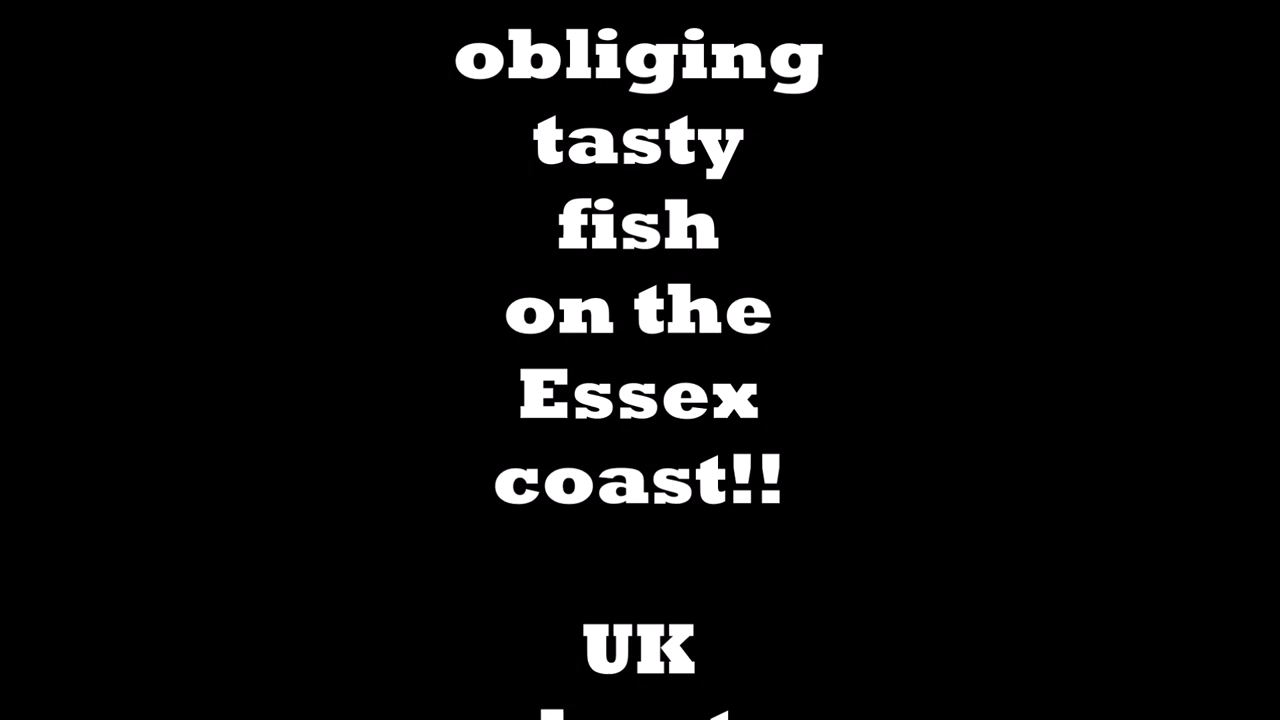 obliging
tasty
fish
on the
Essex
coast!!
UK